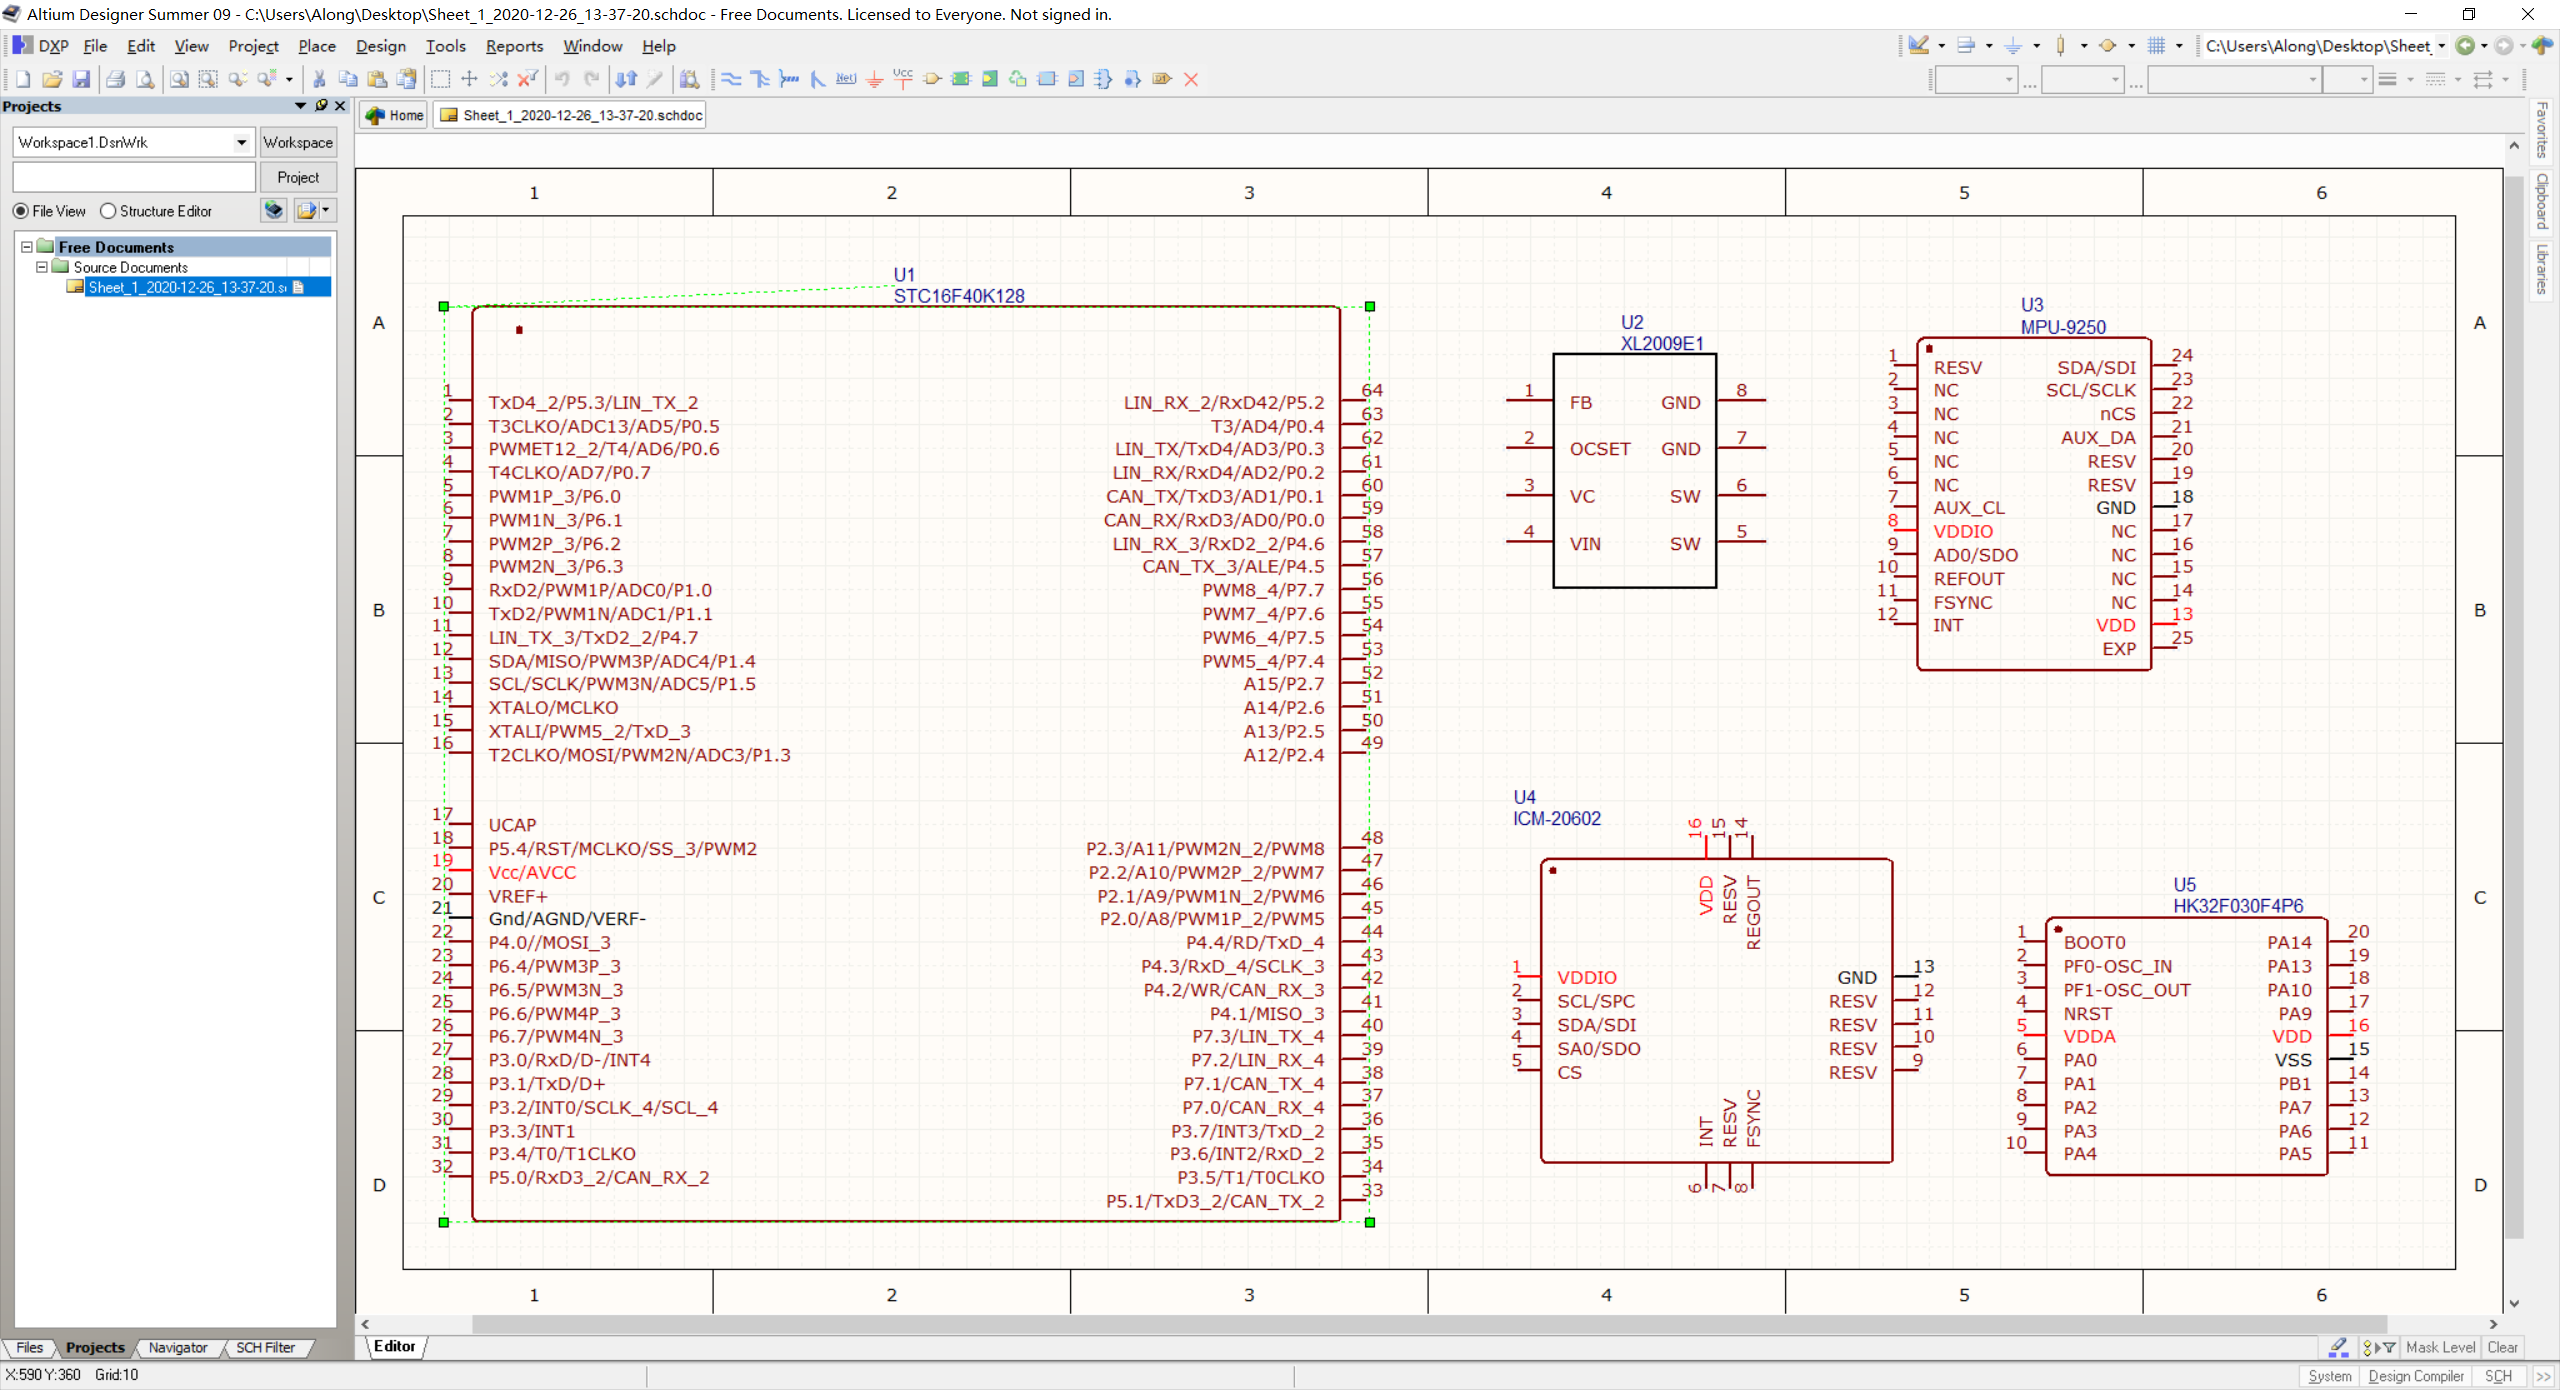 Altium Designer Summer 09 - C:\Users\Along\Desktop\Sheet_1_2020-12-26_13-37-20.schdoc - Free Documents. Licensed to Everyone. Not signed in.
DXP File Edit View Project Place Design Tools Reports Window Help
C:\Users\Along\Desktop\Sheet_
Projects
Home
Sheet_1_2020-12-26_13-37-20.schdoc
Workspace1.DsnWrk
Workspace
Project
File View
Structure Editor
Free Documents
Source Documents
Sheet_1_2020-12-26_13-37-20.s
Favorites
Clipboard
Libraries
1 2 3 4 5 6
A
B
C
D
U1
STC16F40K128
1 TxD4_2/P5.3/LIN_TX_2
2 T3CLKO/ADC13/AD5/P0.5
3 PWMET12_2/T4/AD6/P0.6
4 T4CLKO/AD7/P0.7
5 PWM1P_3/P6.0
6 PWM1N_3/P6.1
7 PWM2P_3/P6.2
8 PWM2N_3/P6.3
9 RxD2/PWM1P/ADC0/P1.0
10 TxD2/PWM1N/ADC1/P1.1
11 LIN_TX_3/TxD2_2/P4.7
12 SDA/MISO/PWM3P/ADC4/P1.4
13 SCL/SCLK/PWM3N/ADC5/P1.5
14 XTALO/MCLKO
15 XTALI/PWM5_2/TxD_3
16 T2CLKO/MOSI/PWM2N/ADC3/P1.3
17 UCAP
18 P5.4/RST/MCLKO/SS_3/PWM2
19 Vcc/AVCC
20 VREF+
21 Gnd/AGND/VERF-
22 P4.0//MOSI_3
23 P6.4/PWM3P_3
24 P6.5/PWM3N_3
25 P6.6/PWM4P_3
26 P6.7/PWM4N_3
27 P3.0/RxD/D-/INT4
28 P3.1/TxD/D+
29 P3.2/INT0/SCLK_4/SCL_4
30 P3.3/INT1
31 P3.4/T0/T1CLKO
32 P5.0/RxD3_2/CAN_RX_2
LIN_RX_2/RxD42/P5.2 64
T3/AD4/P0.4 63
LIN_TX/TxD4/AD3/P0.3 62
LIN_RX/RxD4/AD2/P0.2 61
CAN_TX/TxD3/AD1/P0.1 60
CAN_RX/RxD3/AD0/P0.0 59
LIN_RX_3/RxD2_2/P4.6 58
CAN_TX_3/ALE/P4.5 57
PWM8_4/P7.7 56
PWM7_4/P7.6 55
PWM6_4/P7.5 54
PWM5_4/P7.4 53
A15/P2.7 52
A14/P2.6 51
A13/P2.5 50
A12/P2.4 49
P2.3/A11/PWM2N_2/PWM8 48
P2.2/A10/PWM2P_2/PWM7 47
P2.1/A9/PWM1N_2/PWM6 46
P2.0/A8/PWM1P_2/PWM5 45
P4.4/RD/TxD_4 44
P4.3/RxD_4/SCLK_3 43
P4.2/WR/CAN_RX_3 42
P4.1/MISO_3 41
P7.3/LIN_TX_4 40
P7.2/LIN_RX_4 39
P7.1/CAN_TX_4 38
P7.0/CAN_RX_4 37
P3.7/INT3/TxD_2 36
P3.6/INT2/RxD_2 35
P3.5/T1/T0CLKO 34
P5.1/TxD3_2/CAN_TX_2 33
U2
XL2009E1
1 FB GND 8
2 OCSET GND 7
3 VC SW 6
4 VIN SW 5
U3
MPU-9250
1 RESV SDA/SDI 24
2 NC SCL/SCLK 23
3 NC nCS 22
4 NC AUX_DA 21
5 NC RESV 20
6 NC RESV 19
7 AUX_CL GND 18
8 VDDIO NC 17
9 AD0/SDO NC 16
10 REFOUT NC 15
11 FSYNC NC 14
12 INT VDD 13
EXP 25
U4
ICM-20602
16 15 14
VDD RESV REGOUT
1 VDDIO GND 13
2 SCL/SPC RESV 12
3 SDA/SDI RESV 11
4 SA0/SDO RESV 10
5 CS RESV 9
INT RESV FSYNC
6 7 8
U5
HK32F030F4P6
1 BOOT0 PA14 20
2 PF0-OSC_IN PA13 19
3 PF1-OSC_OUT PA10 18
4 NRST PA9 17
5 VDDA VDD 16
6 PA0 VSS 15
7 PA1 PB1 14
8 PA2 PA7 13
9 PA3 PA6 12
10 PA4 PA5 11
A
B
C
D
1 2 3 4 5 6
Files Projects Navigator SCH Filter
Editor
Mask Level Clear
X:590 Y:360 Grid:10
System Design Compiler SCH >>